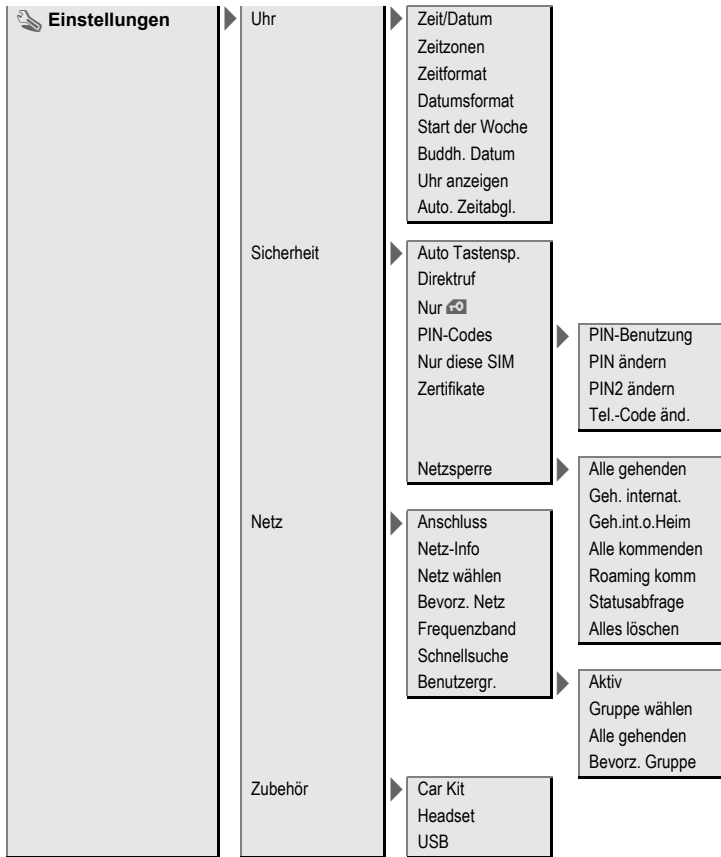 Einstellungen
Uhr
Zeit/Datum
Zeitzonen
Zeitformat
Datumsformat
Start der Woche
Buddh. Datum
Uhr anzeigen
Auto. Zeitabgl.
Sicherheit
Auto Tastensp.
Direktruf
Nur
PIN-Codes
PIN-Benutzung
PIN ändern
PIN2 ändern
Tel.-Code änd.
Nur diese SIM
Zertifikate
Netzsperre
Alle gehenden
Geh. internat.
Geh.int.o.Heim
Alle kommenden
Roaming komm
Statusabfrage
Alles löschen
Netz
Anschluss
Netz-Info
Netz wählen
Bevorz. Netz
Frequenzband
Schnellsuche
Benutzergr.
Aktiv
Gruppe wählen
Alle gehenden
Bevorz. Gruppe
Zubehör
Car Kit
Headset
USB